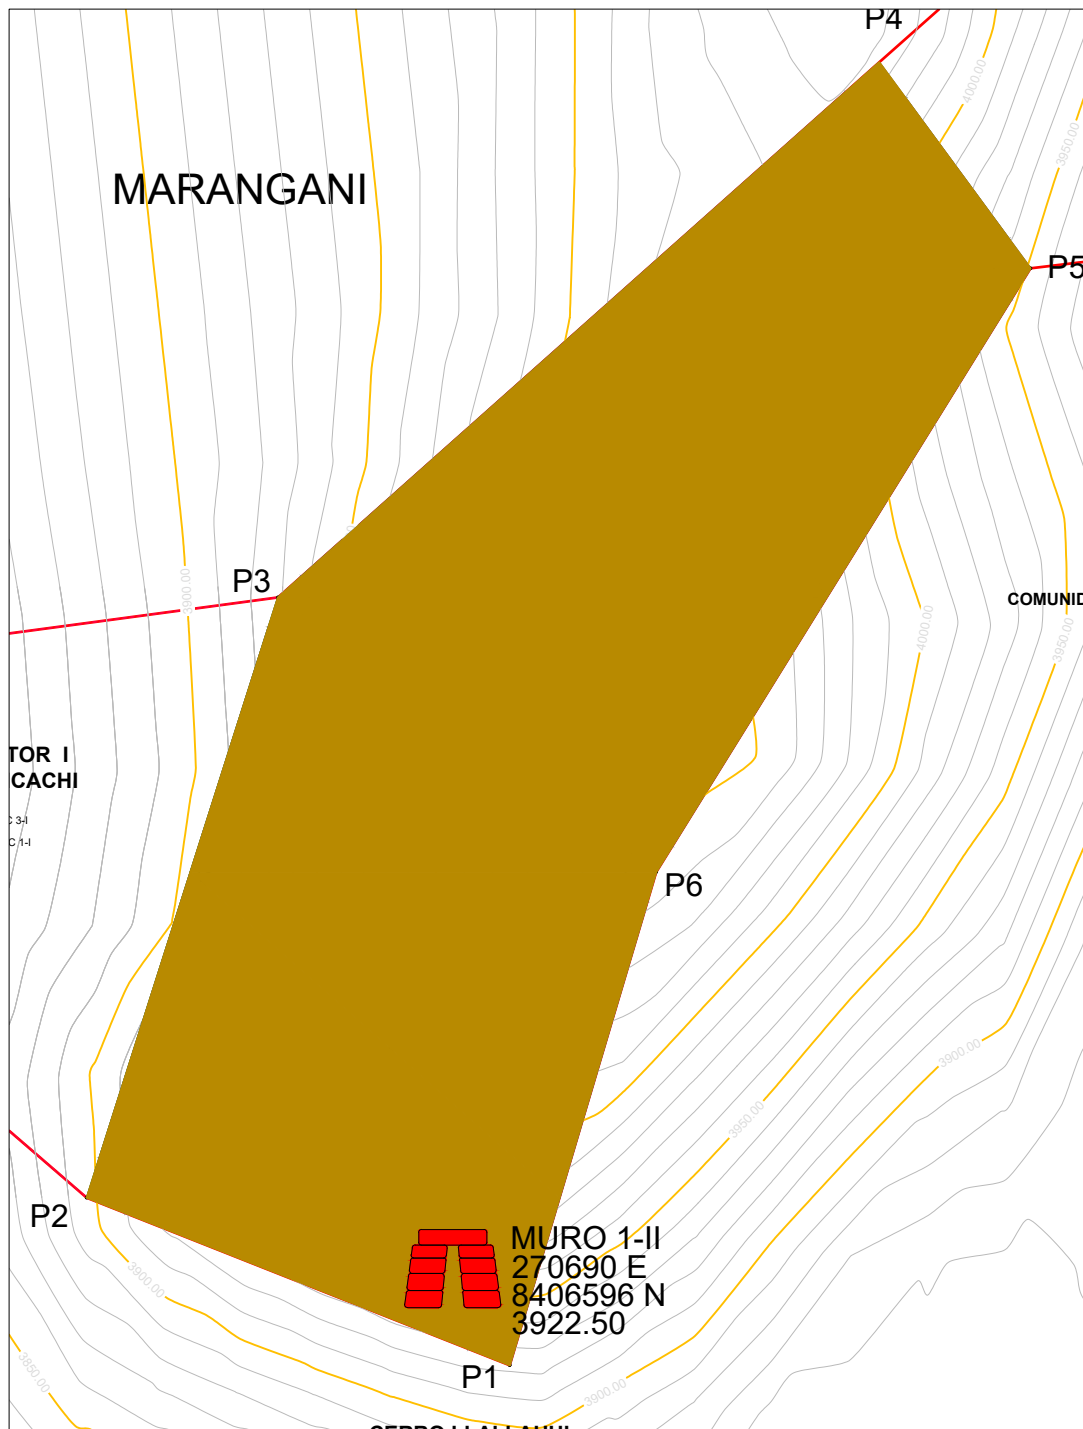 P4
4000.00
3950.00
MARANGANI
P5
P3
3900.00
COMUNID
4000.00
3950.00
TOR I
CACHI
C 3-I
C 1-I
P6
3900.00
3950.00
P2
MURO 1-II
270690 E
8406596 N
3922.50
3900.00
P1
3850.00
3900.00
CERRO LLALLAHUI